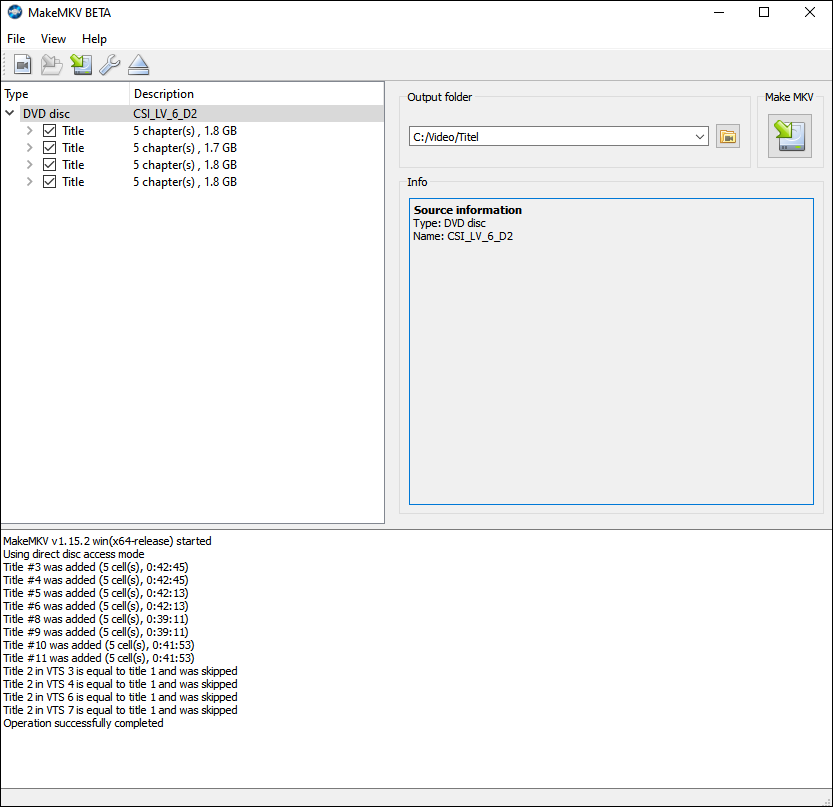 MakeMKV BETA
File View Help
Type Description
DVD disc CSI_LV_6_D2
Title 5 chapter(s) , 1.8 GB
Title 5 chapter(s) , 1.7 GB
Title 5 chapter(s) , 1.8 GB
Title 5 chapter(s) , 1.8 GB
Output folder
C:/Video/Titel
Make MKV
Info
Source information
Type: DVD disc
Name: CSI_LV_6_D2
MakeMKV v1.15.2 win(x64-release) started
Using direct disc access mode
Title #3 was added (5 cell(s), 0:42:45)
Title #4 was added (5 cell(s), 0:42:45)
Title #5 was added (5 cell(s), 0:42:13)
Title #6 was added (5 cell(s), 0:42:13)
Title #8 was added (5 cell(s), 0:39:11)
Title #9 was added (5 cell(s), 0:39:11)
Title #10 was added (5 cell(s), 0:41:53)
Title #11 was added (5 cell(s), 0:41:53)
Title 2 in VTS 3 is equal to title 1 and was skipped
Title 2 in VTS 4 is equal to title 1 and was skipped
Title 2 in VTS 6 is equal to title 1 and was skipped
Title 2 in VTS 7 is equal to title 1 and was skipped
Operation successfully completed